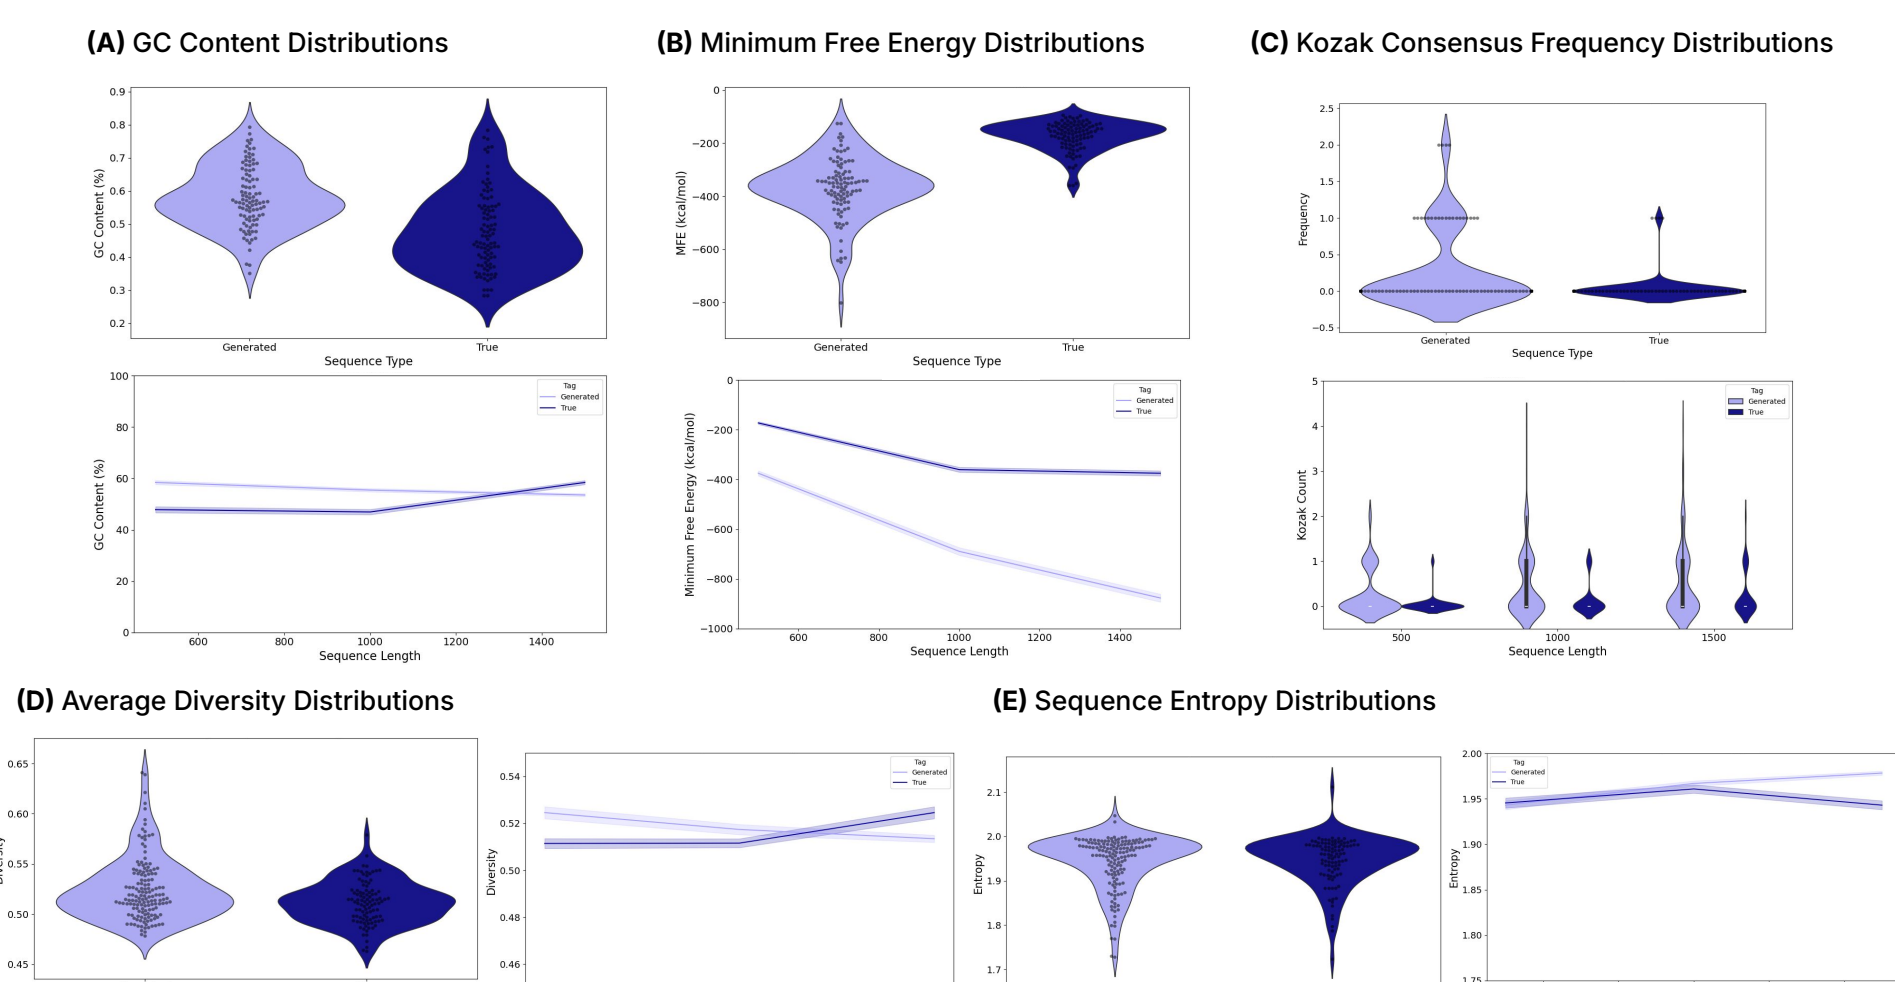 (A) GC Content Distributions
(B) Minimum Free Energy Distributions
(C) Kozak Consensus Frequency Distributions
0.9
0.8
0.7
0.6
0.5
0.4
0.3
0.2
GC Content (%)
Generated
True
Sequence Type
0
−200
−400
−600
−800
MFE (kcal/mol)
Generated
True
Sequence Type
2.5
2.0
1.5
1.0
0.5
0.0
−0.5
Frequency
Generated
True
Sequence Type
100
80
60
40
20
0
GC Content (%)
Tag
Generated
True
600
800
1000
1200
1400
Sequence Length
0
−200
−400
−600
−800
−1000
Minimum Free Energy (kcal/mol)
Tag
Generated
True
600
800
1000
1200
1400
Sequence Length
5
4
3
2
1
0
Kozak Count
Tag
Generated
True
500
1000
1500
Sequence Length
(D) Average Diversity Distributions
(E) Sequence Entropy Distributions
0.65
0.60
0.55
0.50
0.45
0.54
0.52
0.50
0.48
0.46
Diversity
Tag
Generated
True
2.1
2.0
1.9
1.8
1.7
Entropy
2.00
1.95
1.90
1.85
1.80
1.75
Entropy
Tag
Generated
True